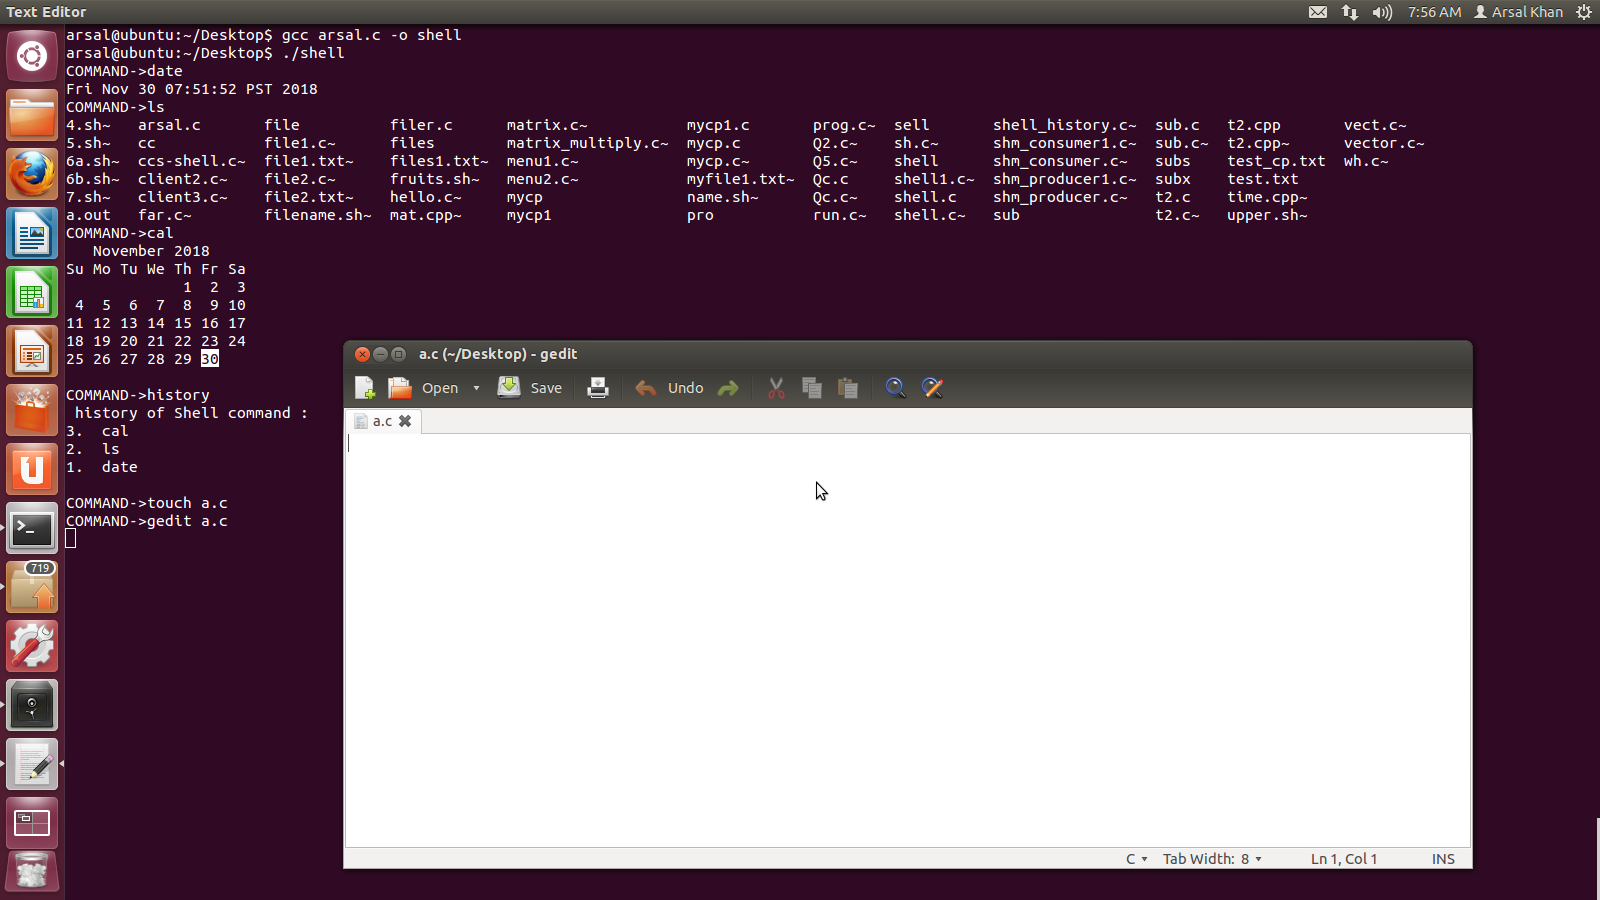 Text Editor 7:56 AM Arsal Khan
arsal@ubuntu:~/Desktop$ gcc arsal.c -o shell
arsal@ubuntu:~/Desktop$ ./shell
COMMAND->date
Fri Nov 30 07:51:52 PST 2018
COMMAND->ls
4.sh~ arsal.c file filer.c matrix.c~ mycp1.c prog.c~ sell shell_history.c~ sub.c t2.cpp vect.c~
5.sh~ cc file1.c~ files matrix_multiply.c~ mycp.c Q2.c~ sh.c~ shm_consumer1.c~ sub.c~ t2.cpp~ vector.c~
6a.sh~ ccs-shell.c~ file1.txt~ files1.txt~ menu1.c~ mycp.c~ Q5.c~ shell shm_consumer.c~ subs test_cp.txt wh.c~
6b.sh~ client2.c~ file2.c~ fruits.sh~ menu2.c~ myfile1.txt~ Qc.c shell1.c~ shm_producer1.c~ subx test.txt
7.sh~ client3.c~ file2.txt~ hello.c~ mycp name.sh~ Qc.c~ shell.c shm_producer.c~ t2.c time.cpp~
a.out far.c~ filename.sh~ mat.cpp~ mycp1 pro run.c~ shell.c~ sub t2.c~ upper.sh~
COMMAND->cal
November 2018
Su Mo Tu We Th Fr Sa
1 2 3
4 5 6 7 8 9 10
11 12 13 14 15 16 17
18 19 20 21 22 23 24
25 26 27 28 29 30
COMMAND->history
history of Shell command :
3. cal
2. ls
1. date
COMMAND->touch a.c
COMMAND->gedit a.c
719
a.c (~/Desktop) - gedit
Open Save Undo
a.c
C Tab Width: 8 Ln 1, Col 1 INS